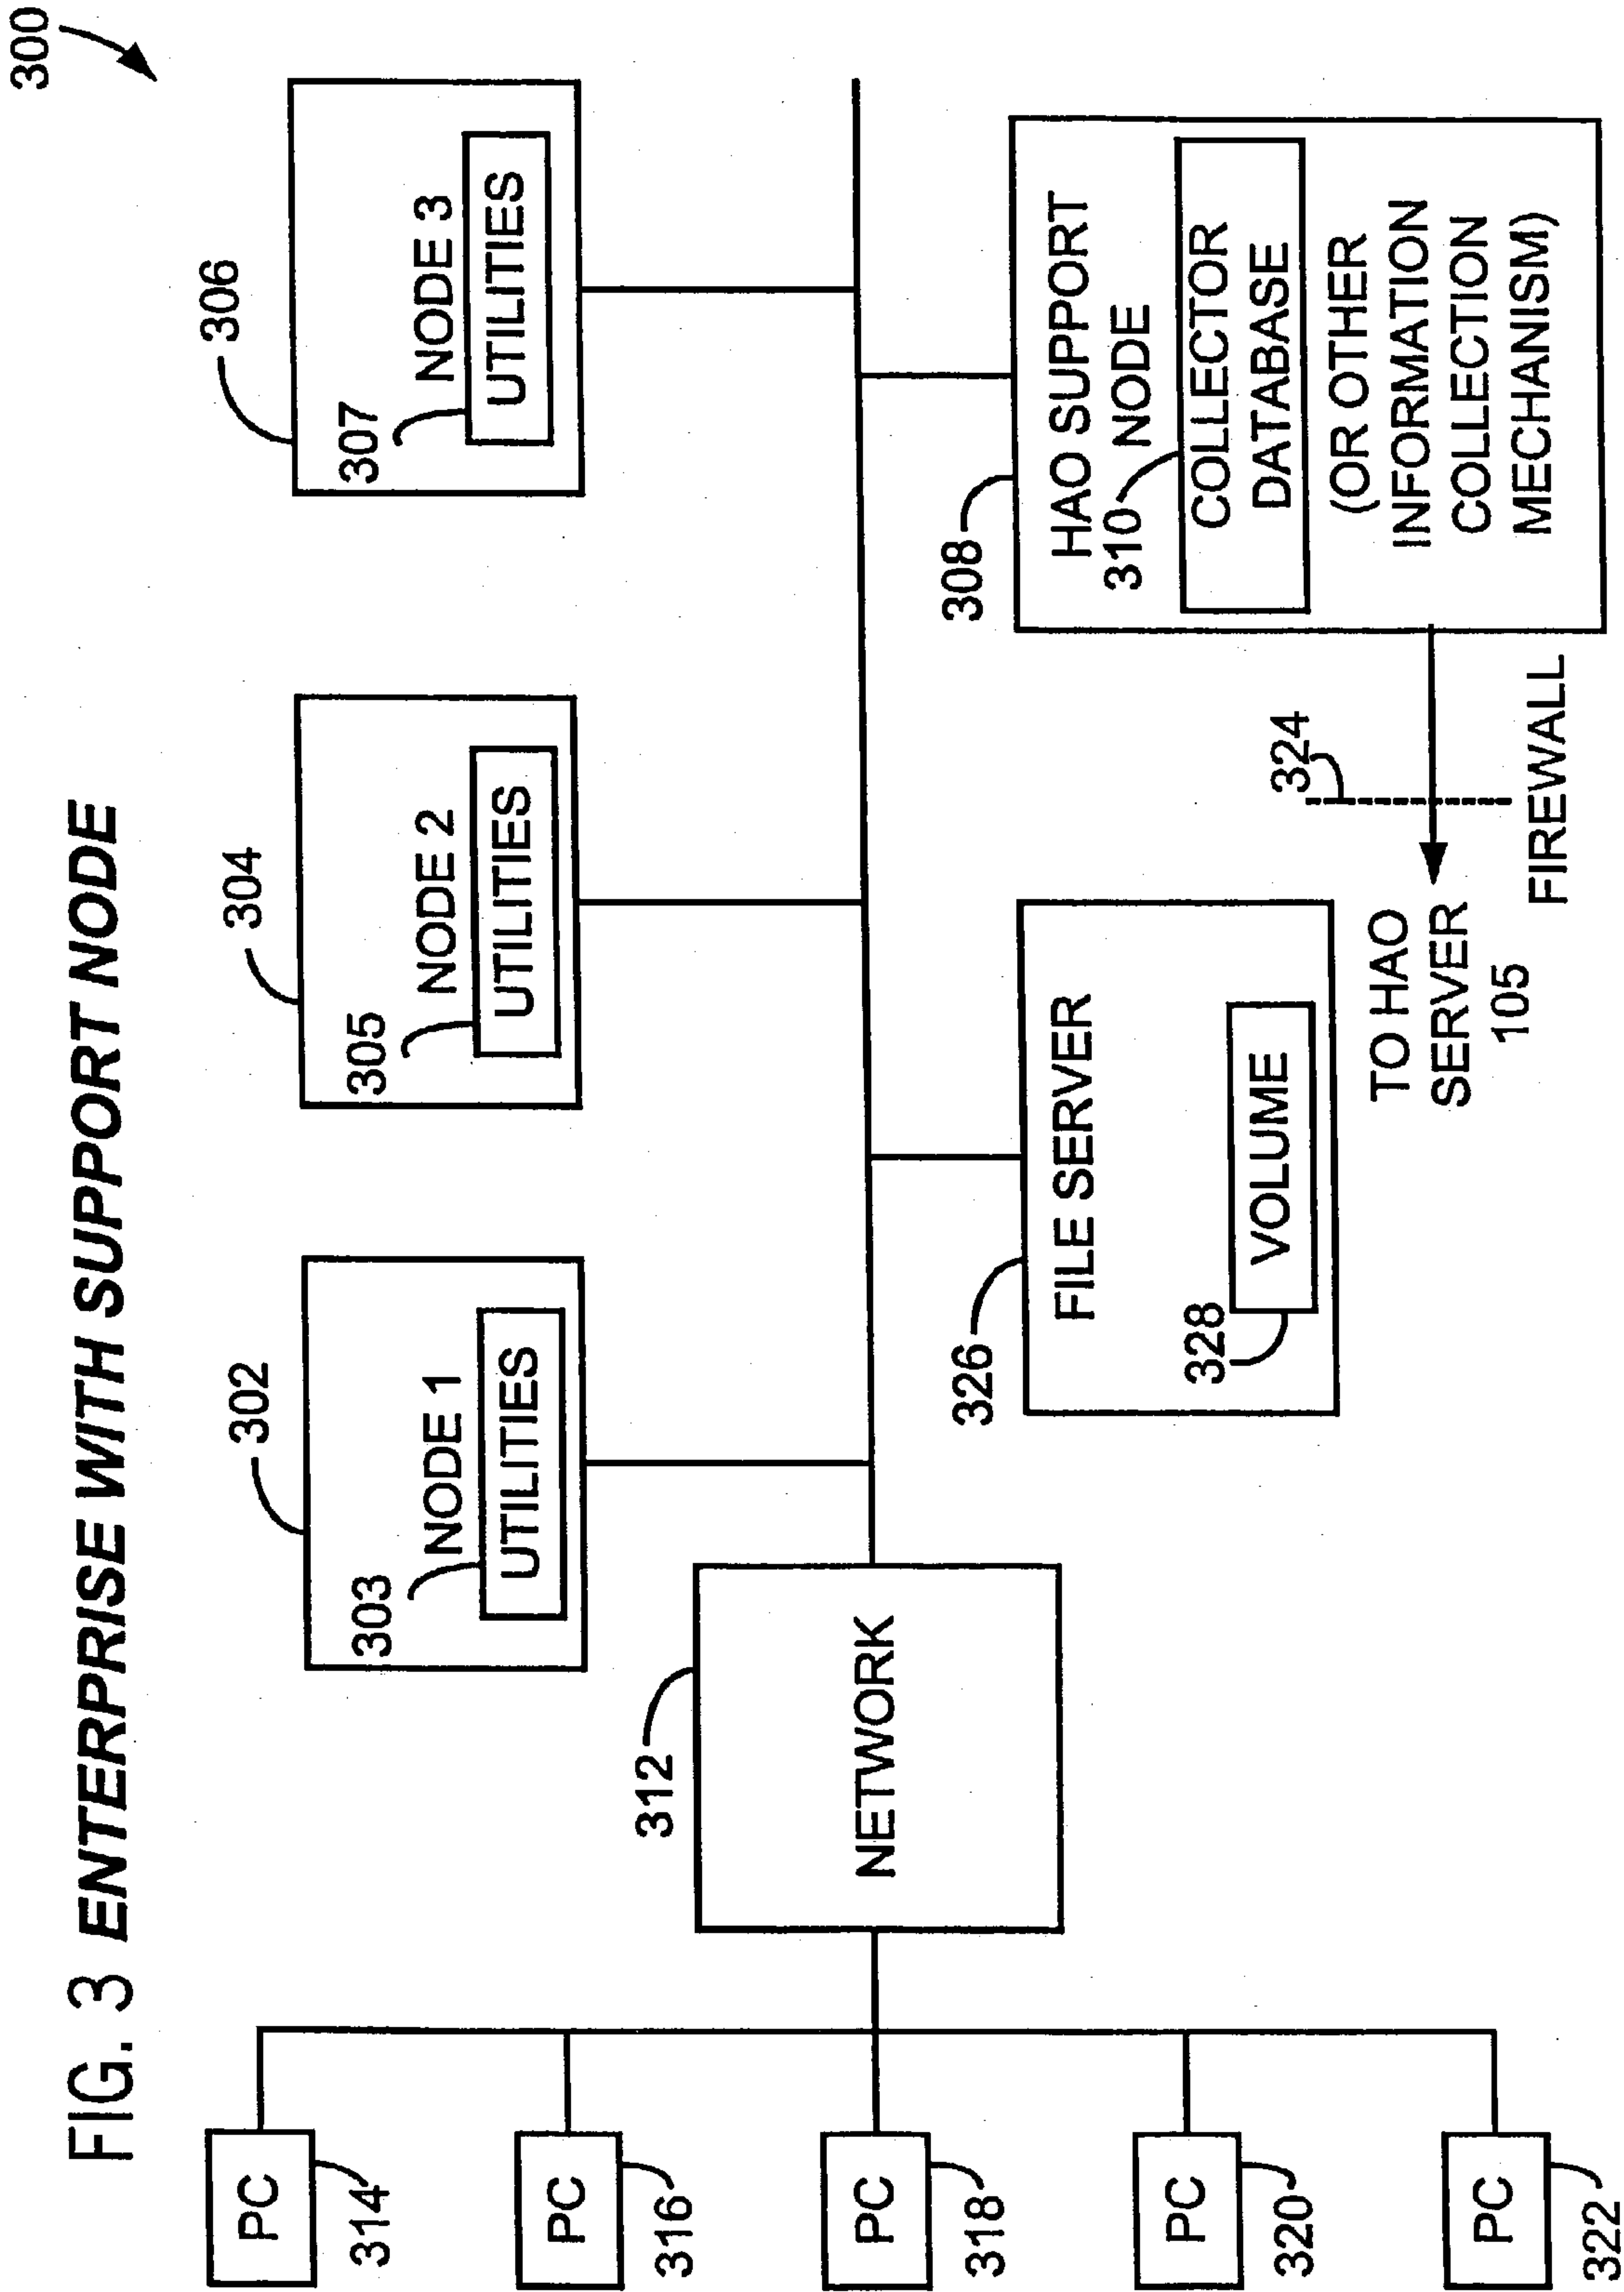 FIG. 3 ENTERPRISE WITH SUPPORT NODE
300
302
304
306
NODE 1
303
UTILITIES
NODE 2
305
UTILITIES
NODE 3
307
UTILITIES
PC
314
PC
316
PC
318
PC
320
PC
322
312
NETWORK
326
FILE SERVER
328
VOLUME
308
HAO SUPPORT
NODE
310
COLLECTOR
DATABASE
(OR OTHER
INFORMATION
COLLECTION
MECHANISM)
324
FIREWALL
TO HAO
SERVER
105